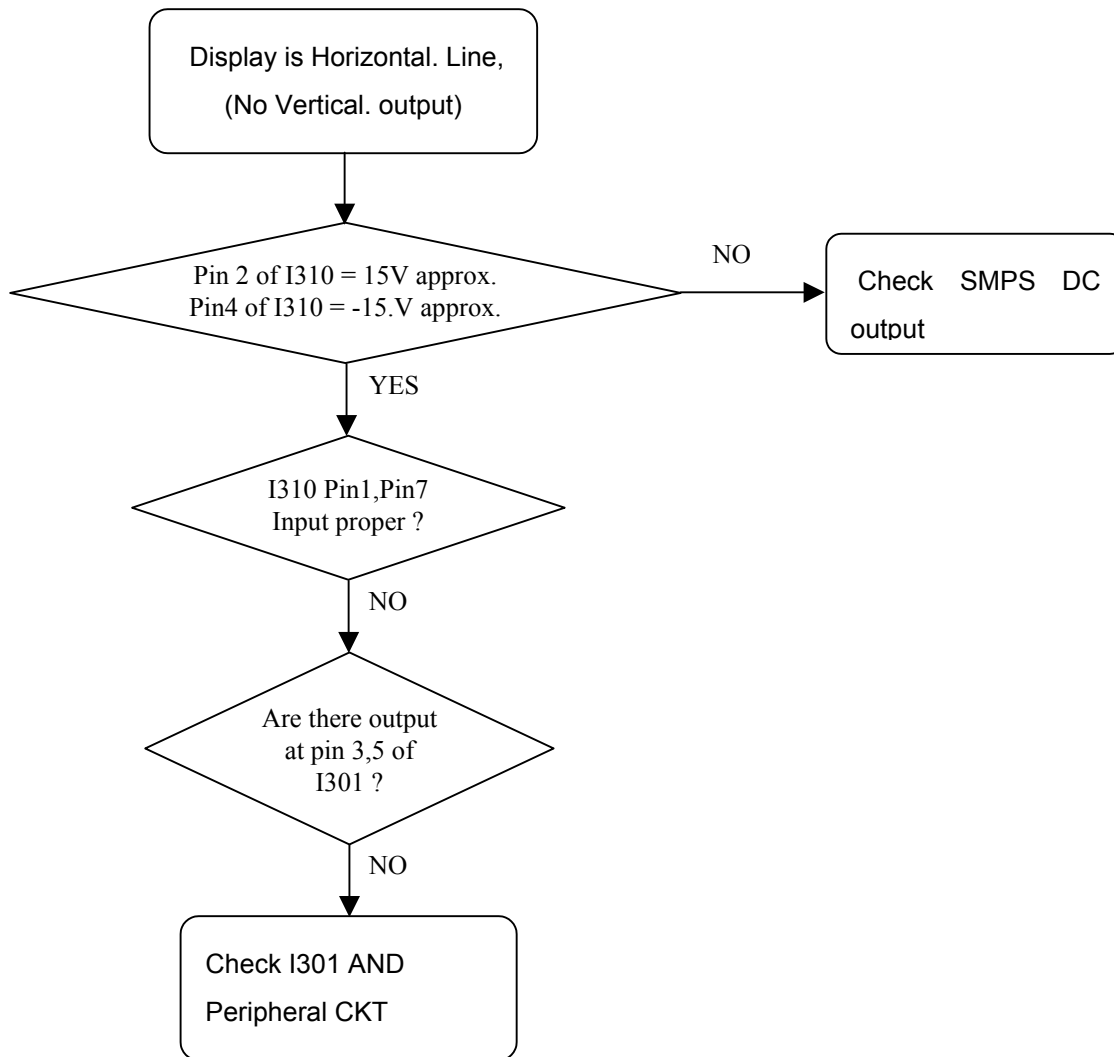 Display is Horizontal. Line,
(No Vertical. output)
Pin 2 of I310 = 15V approx.
Pin4 of I310 = -15.V approx.
NO
Check SMPS DC
output
YES
I310 Pin1,Pin7
Input proper ?
NO
Are there output
at pin 3,5 of
I301 ?
NO
Check I301 AND
Peripheral CKT